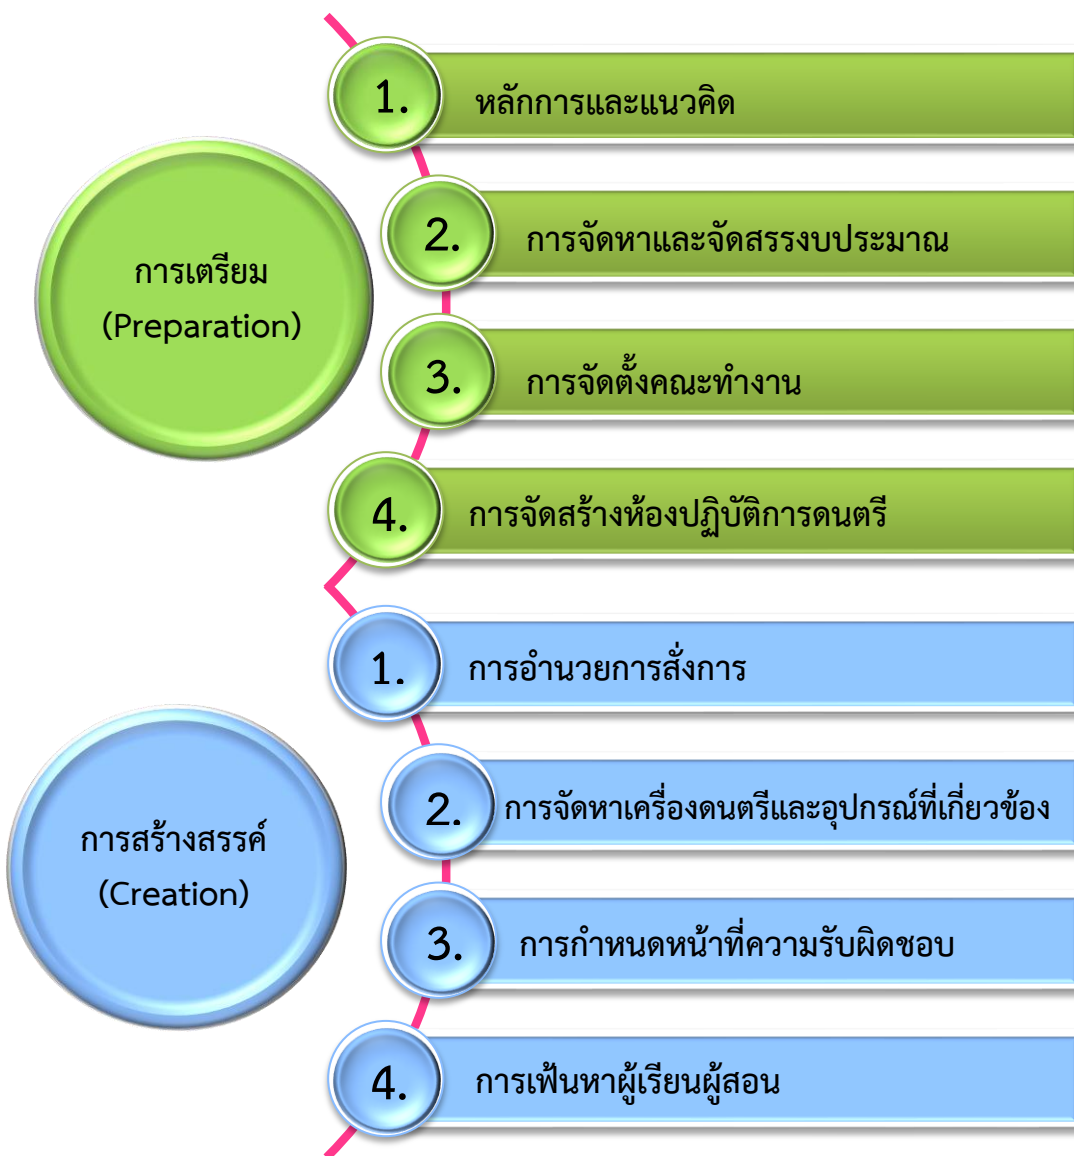 การเตรียม
(Preparation)
1. หลักการและแนวคิด
2. การจัดหาและจัดสรรงบประมาณ
3. การจัดตั้งคณะทำงาน
4. การจัดสร้างห้องปฏิบัติการดนตรี
การสร้างสรรค์
(Creation)
1. การอำนวยการสั่งการ
2. การจัดหาเครื่องดนตรีและอุปกรณ์ที่เกี่ยวข้อง
3. การกำหนดหน้าที่ความรับผิดชอบ
4. การเฟ้นหาผู้เรียนผู้สอน